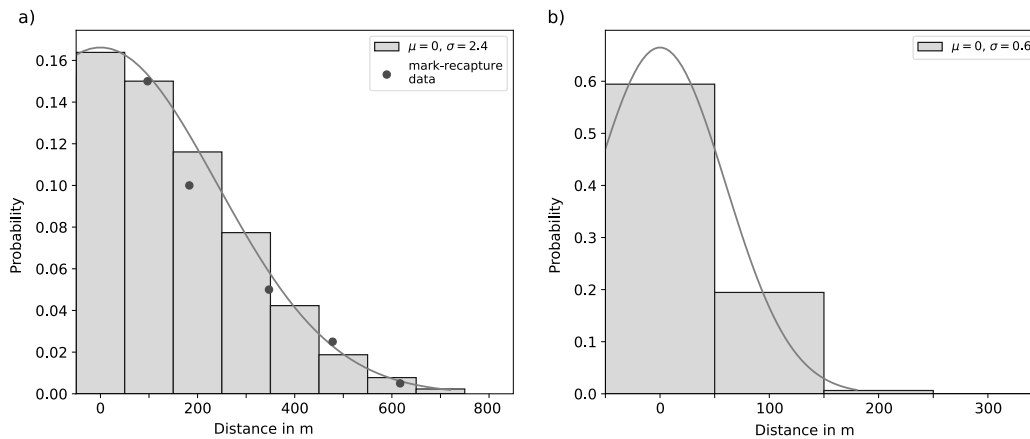 a)
μ = 0, σ = 2.4
mark-recapture
data
Probability
0.16
0.14
0.12
0.10
0.08
0.06
0.04
0.02
0.00
0 200 400 600 800
Distance in m
b)
μ = 0, σ = 0.6
Probability
0.6
0.5
0.4
0.3
0.2
0.1
0.0
0 100 200 300
Distance in m